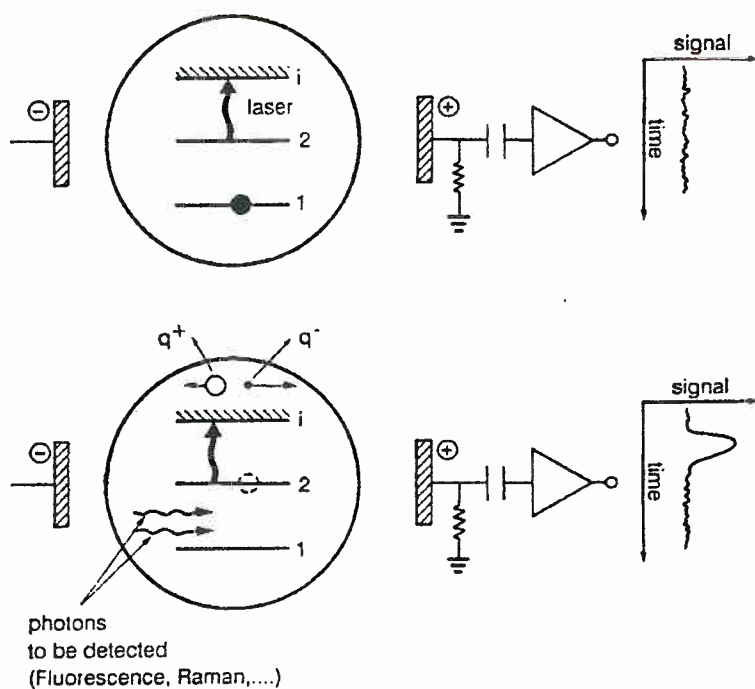 signal
i
⊖
⊕
laser
2
time
1
q+ q-
signal
i
⊖
⊕
2
time
1
photons
to be detected
(Fluorescence, Raman,....)